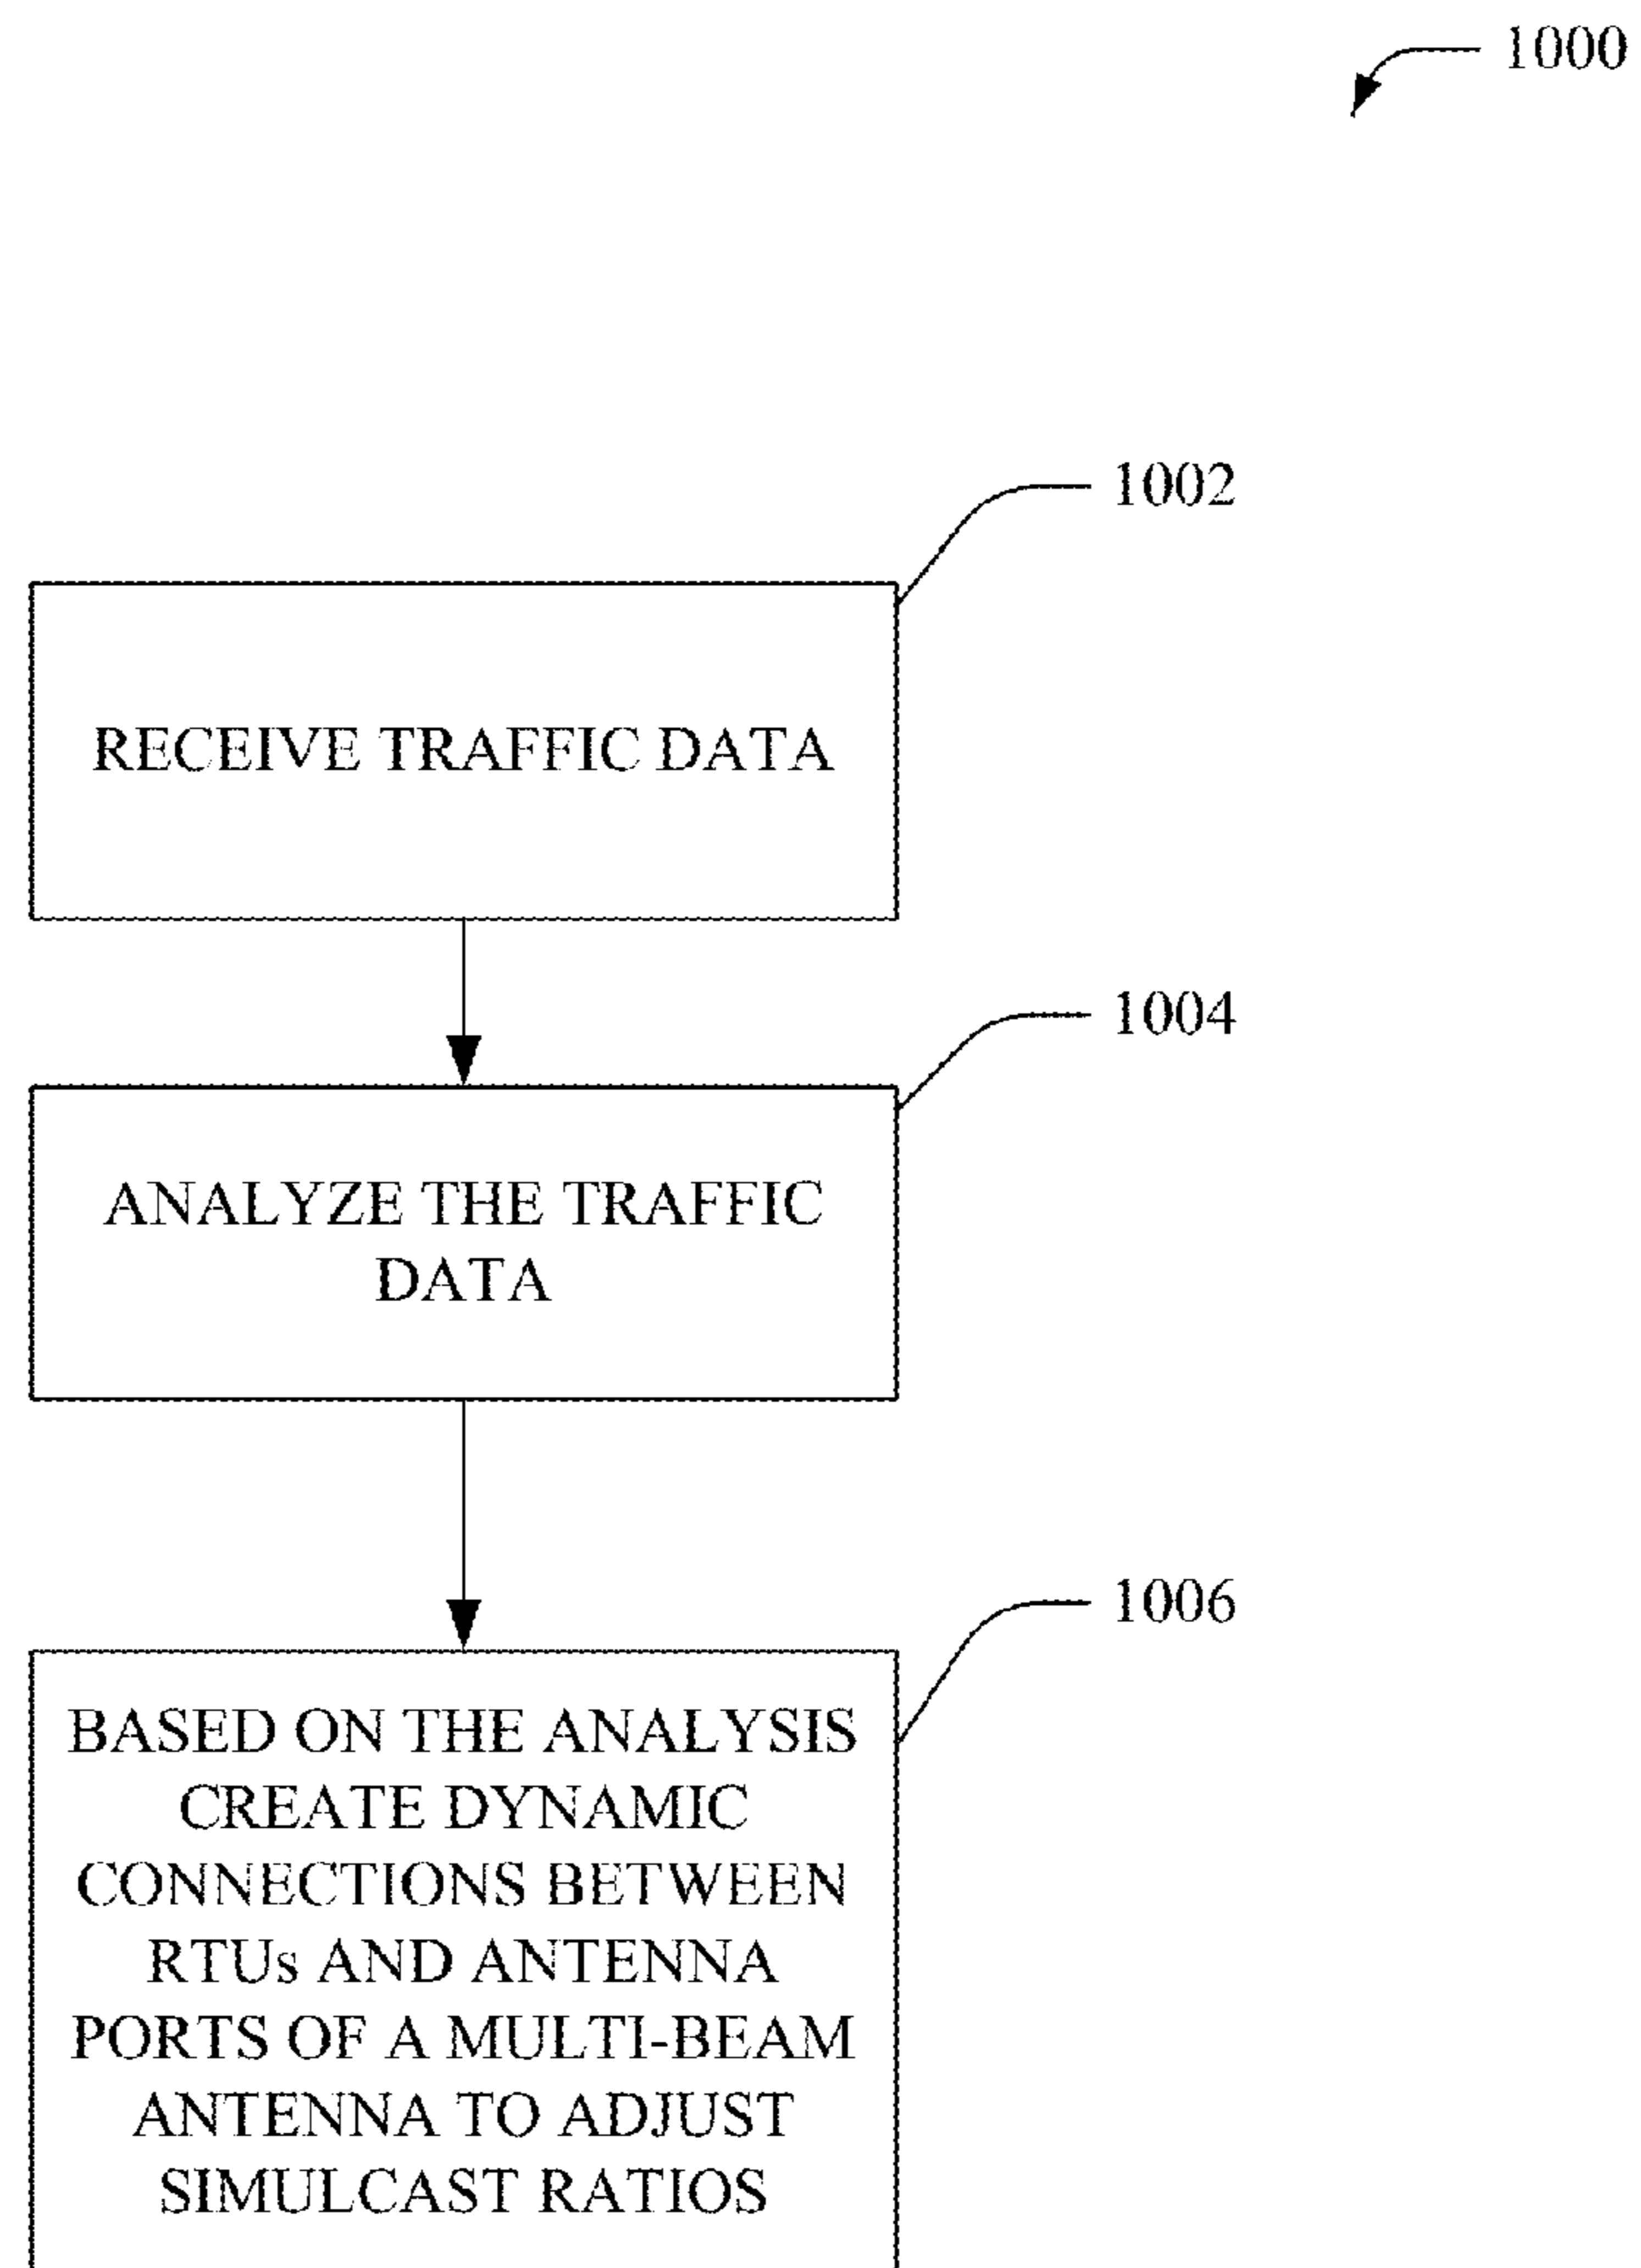 1000
1002
RECEIVE TRAFFIC DATA
1004
ANALYZE THE TRAFFIC
DATA
1006
BASED ON THE ANALYSIS
CREATE DYNAMIC
CONNECTIONS BETWEEN
RTUs AND ANTENNA
PORTS OF A MULTI-BEAM
ANTENNA TO ADJUST
SIMULCAST RATIOS